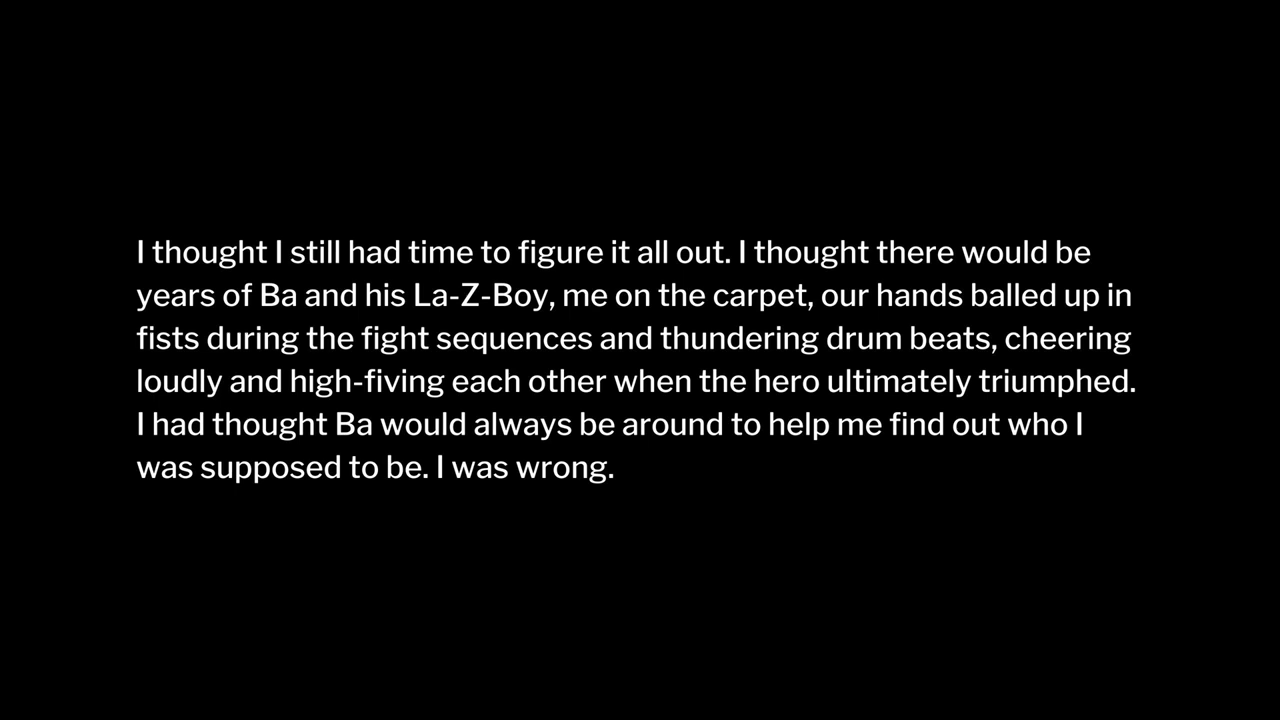 I thought I still had time to figure it all out. I thought there would be
years of Ba and his La-Z-Boy, me on the carpet, our hands balled up in
fists during the fight sequences and thundering drum beats, cheering
loudly and high-fiving each other when the hero ultimately triumphed.
I had thought Ba would always be around to help me find out who I
was supposed to be. I was wrong.